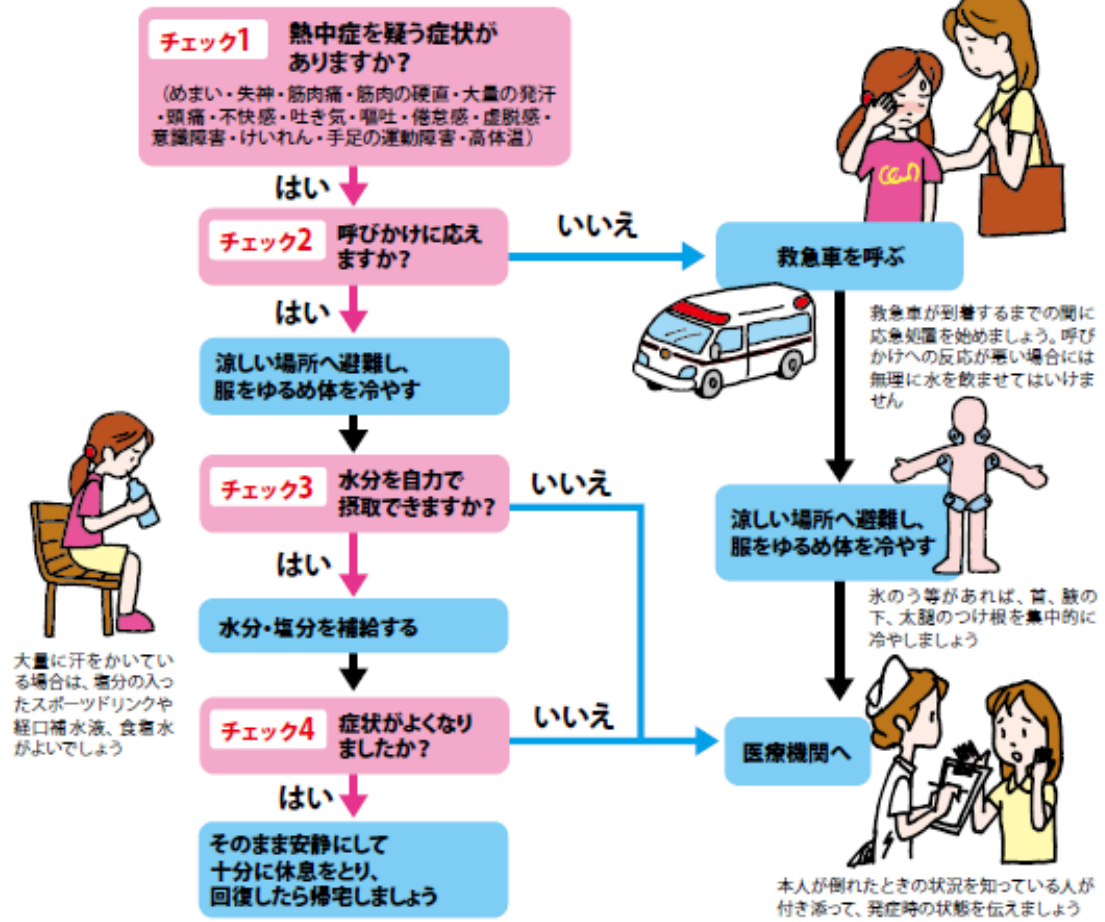 チェック1 熱中症を疑う症状が
ありますか?
(めまい・失神・筋肉痛・筋肉の硬直・大量の発汗
・頭痛・不快感・吐き気・嘔吐・倦怠感・虚脱感・
意識障害・けいれん・手足の運動障害・高体温)
はい
チェック2 呼びかけに応え
ますか?
いいえ
救急車を呼ぶ
救急車が到着するまでの間に
応急処置を始めましょう。呼び
かけへの反応が悪い場合には
無理に水を飲ませてはいけま
せん
はい
涼しい場所へ避難し、
服をゆるめ体を冷やす
チェック3 水分を自力で
摂取できますか?
いいえ
涼しい場所へ避難し、
服をゆるめ体を冷やす
氷のう等があれば、首、腋の
下、太腿のつけ根を集中的に
冷やしましょう
はい
水分・塩分を補給する
大量に汗をかいてい
る場合は、塩分の入っ
たスポーツドリンクや
経口補水液、食塩水
がよいでしょう
チェック4 症状がよくなり
ましたか?
いいえ
医療機関へ
はい
そのまま安静にして
十分に休息をとり、
回復したら帰宅しましょう
本人が倒れたときの状況を知っている人が
付き添って、発症時の状態を伝えましょう